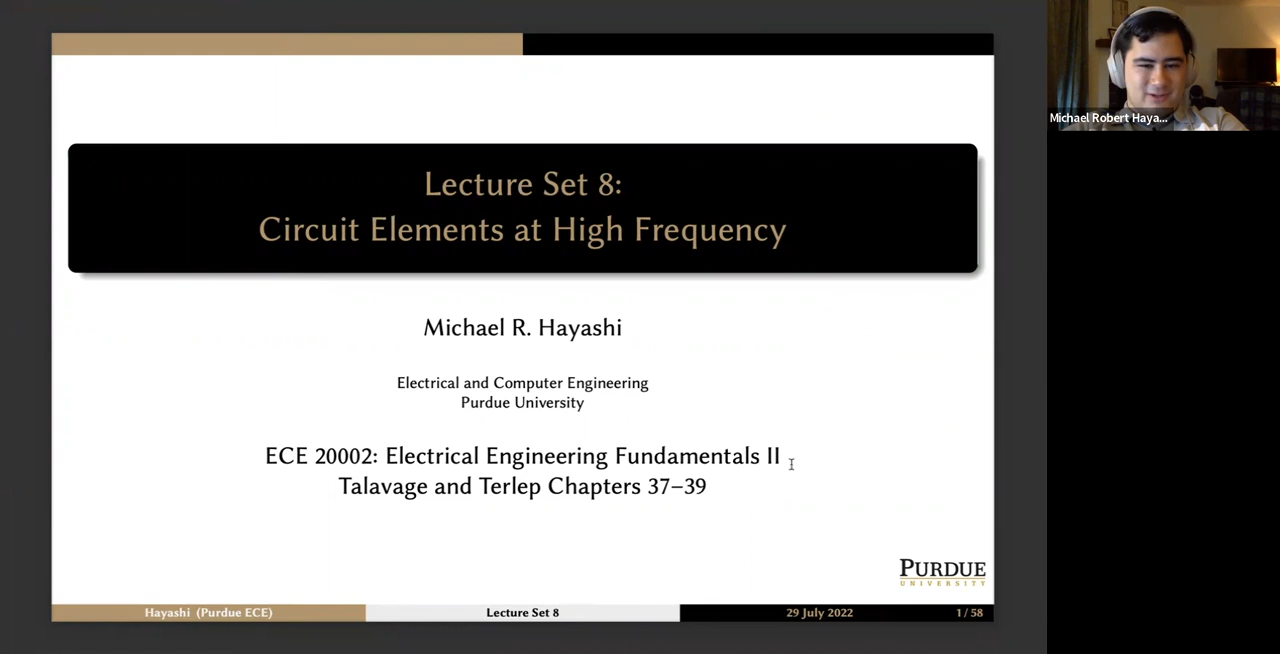 Lecture Set 8:
Circuit Elements at High Frequency
Michael R. Hayashi
Electrical and Computer Engineering
Purdue University
ECE 20002: Electrical Engineering Fundamentals II
Talavage and Terlep Chapters 37–39
PURDUE
UNIVERSITY
Hayashi (Purdue ECE)
Lecture Set 8
29 July 2022
1 / 58
Michael Robert Haya...